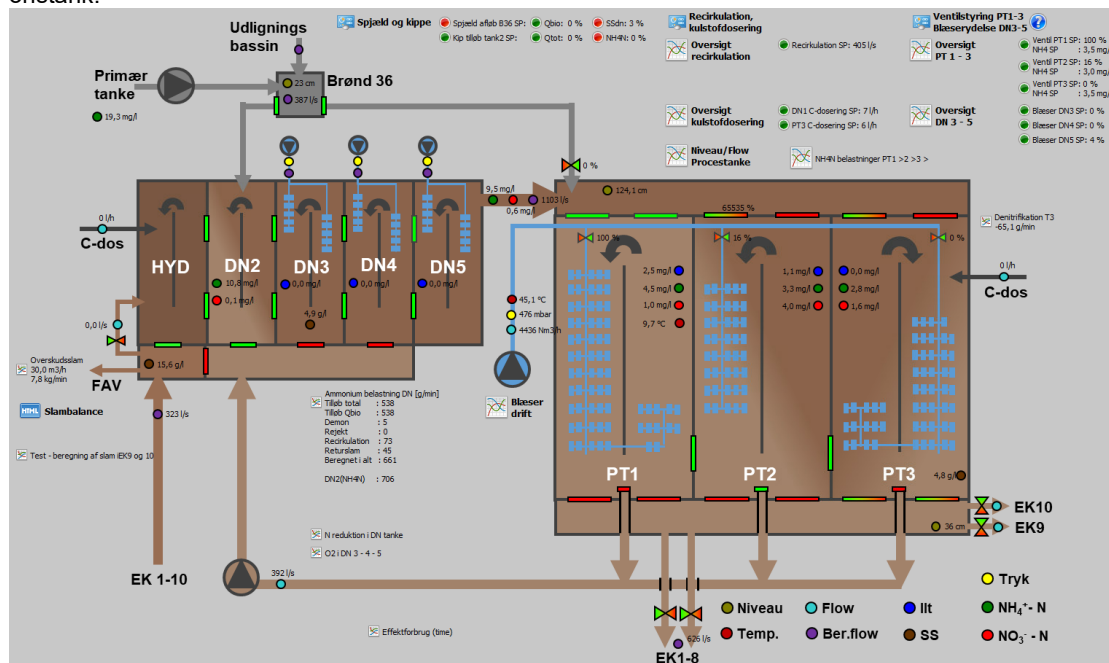 enstank.
Udlignings
bassin
Spjæld og kippe
Spjæld afløb B36 SP:
Qbio: 0 %
SSdn: 3 %
Kip tilløb tank2 SP:
Qtot: 0 %
NH4N: 0 %
Recirkulation,
kulstofdosering
Ventilstyring PT1-3
Blæserydelse DN3-5
Oversigt
recirkulation
Recirkulation SP: 405 l/s
Oversigt
PT 1 - 3
Ventil PT1 SP: 100 %
NH4 SP : 3,5 mg/
Ventil PT2 SP: 16 %
NH4 SP : 3,0 mg/
Ventil PT3 SP: 0 %
NH4 SP : 3,5 mg/
Primær
tanke
19,3 mg/l
23 cm
387 l/s
Brønd 36
Oversigt
kulstofdosering
DN1 C-dosering SP: 7 l/h
PT3 C-dosering SP: 6 l/h
Oversigt
DN 3 - 5
Blæser DN3 SP: 0 %
Blæser DN4 SP: 0 %
Blæser DN5 SP: 4 %
Niveau/Flow
Procestanke
NH4N belastninger PT1 >2 >3 >
0 %
9,5 mg/l
0,6 mg/l
1103 l/s
124,1 cm
65535 %
0 l/h
C-dos
HYD
DN2
DN3
DN4
DN5
10,8 mg/l
0,1 mg/l
0,0 mg/l
0,0 mg/l
0,0 mg/l
4,9 g/l
Denitrifikation T3
-65,1 g/min
100 %
16 %
0 %
2,5 mg/l
4,5 mg/l
1,0 mg/l
9,7 °C
1,1 mg/l
3,3 mg/l
4,0 mg/l
0,0 mg/l
2,8 mg/l
1,6 mg/l
0 l/h
C-dos
45,1 °C
476 mbar
4436 Nm3/h
0,0 l/s
Overskudsslam
30,0 m3/h
7,8 kg/min
FAV
15,6 g/l
HTML
Slambalance
323 l/s
Test - beregning af slam iEK9 og 10
Ammonium belastning DN [g/min]
Tilløb total : 538
Tilløb Qbio : 538
Demon : 5
Rejekt : 0
Recirkulation : 73
Returslam : 45
Beregnet i alt : 661
DN2(NH4N) : 706
Blæser
drift
PT1
PT2
PT3
4,8 g/l
EK10
EK9
36 cm
N reduktion i DN tanke
O2 i DN 3 - 4 - 5
EK 1-10
392 l/s
Effektforbrug (time)
626 l/s
EK1-8
Tryk
Niveau
Flow
Ilt
NH₄⁺- N
Temp.
Ber.flow
SS
NO₃⁻ - N